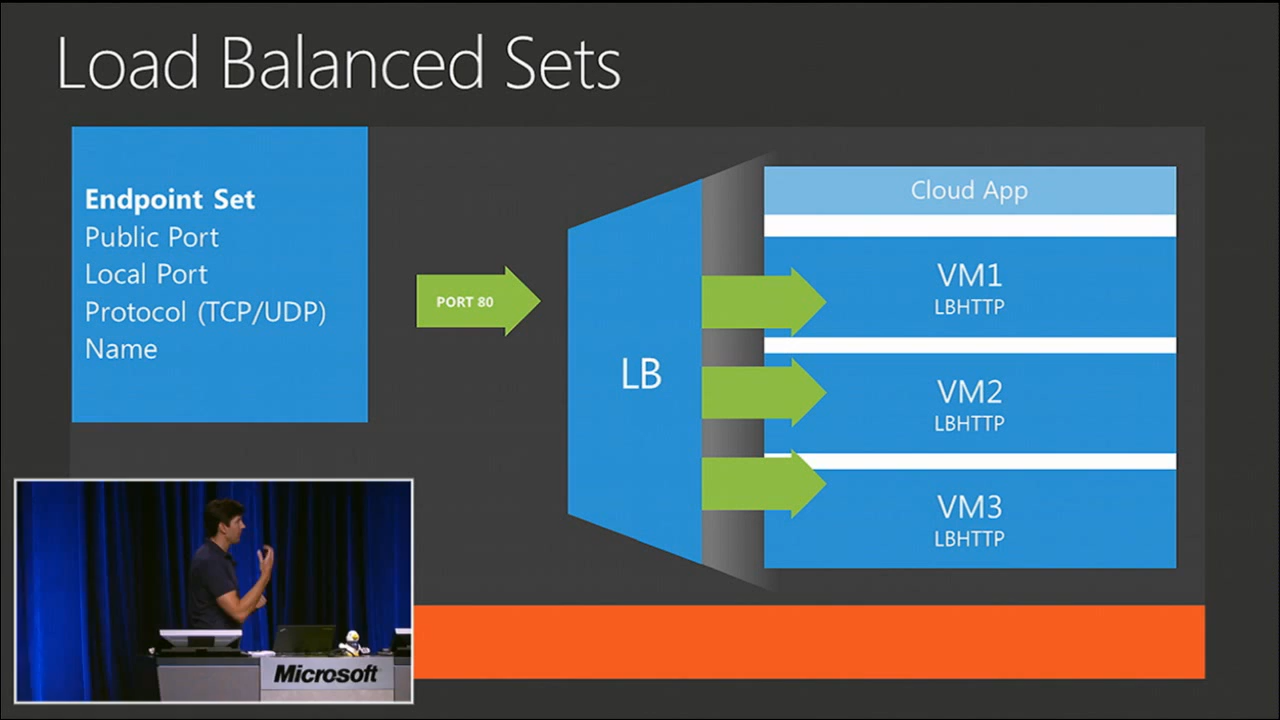 Load Balanced Sets
Endpoint Set
Public Port
Local Port
Protocol (TCP/UDP)
Name
PORT 80
LB
Cloud App
VM1
LBHTTP
VM2
LBHTTP
VM3
LBHTTP
Microsoft